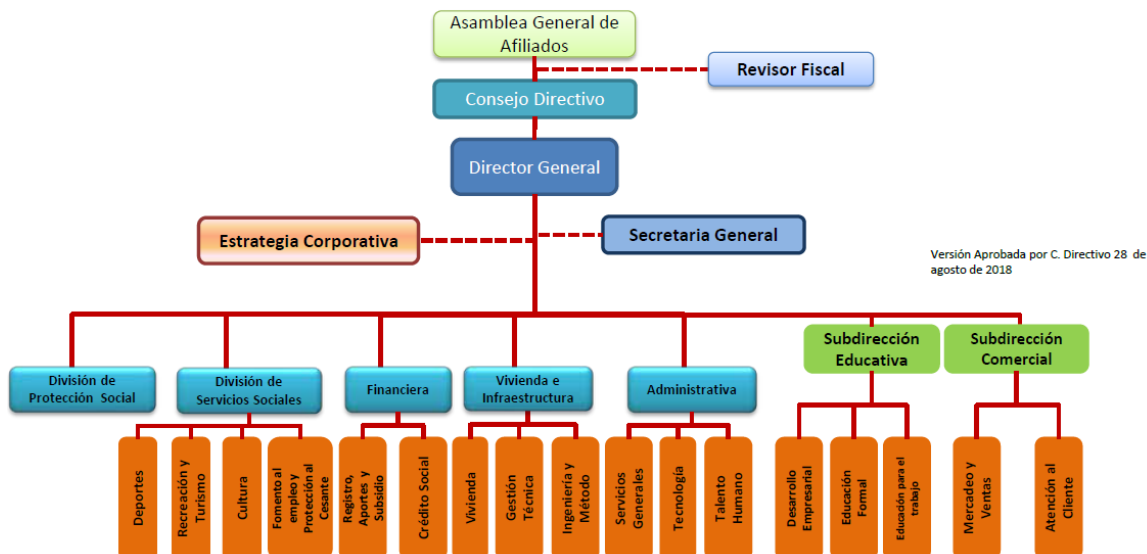 Asamblea General de
Afiliados
Revisor Fiscal
Consejo Directivo
Director General
Estrategia Corporativa
Secretaria General
Versión Aprobada por C. Directivo 28 de
agosto de 2018
División de
Protección Social
División de
Servicios Sociales
Financiera
Vivienda e
Infraestructura
Administrativa
Subdirección
Educativa
Subdirección
Comercial
Deportes
Recreación y
Turismo
Cultura
Fomento al
empleo y
Protección al
Cesante
Registro,
Aportes y
Subsidio
Crédito Social
Vivienda
Gestión
Técnica
Ingeniería y
Método
Servicios
Generales
Tecnología
Talento
Humano
Desarrollo
Empresarial
Educación
Formal
Educación para el
trabajo
Mercadeo y
Ventas
Atención al
Cliente